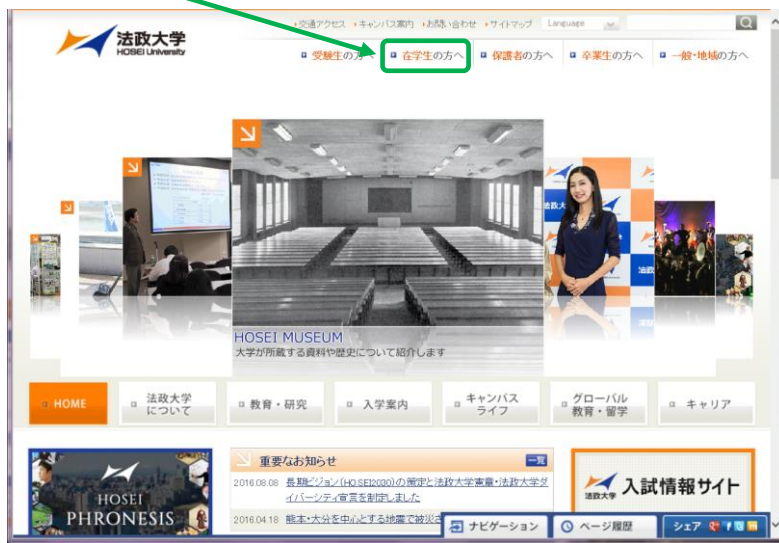 法政大学
HOSEI University
交通アクセス ・キャンパス案内 ・お問い合わせ ・サイトマップ Language
受験生の方へ 在学生の方へ 保護者の方へ 卒業生の方へ 一般・地域の方へ
HOSEI MUSEUM
大学が所蔵する資料や歴史について紹介します
HOME
法政大学
について
教育・研究
入学案内
キャンパス
ライフ
グローバル
教育・留学
キャリア
HOSEI
PHRONESIS
重要なお知らせ 一覧
2016.08.08 長期ビジョン(HOSEI2030)の策定と法政大学憲章・法政大学ダ
イバーシティ宣言を制定しました
2016.04.18 熊本・大分を中心とする地震で被災さ
法政大学 入試情報サイト
ナビゲーション ページ履歴 シェア